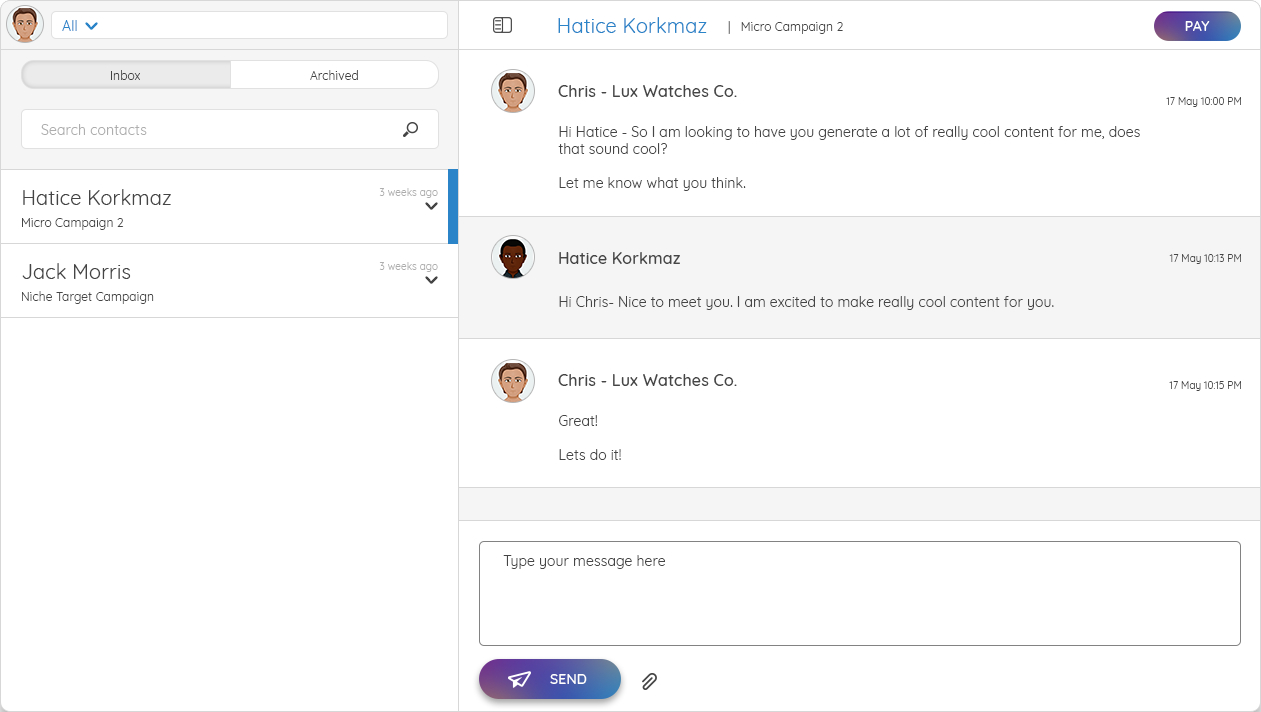 All
Inbox
Archived
Search contacts
Hatice Korkmaz
3 weeks ago
Micro Campaign 2
Jack Morris
3 weeks ago
Niche Target Campaign
Hatice Korkmaz | Micro Campaign 2
PAY
Chris - Lux Watches Co.
17 May 10:00 PM
Hi Hatice - So I am looking to have you generate a lot of really cool content for me, does
that sound cool?
Let me know what you think.
Hatice Korkmaz
17 May 10:13 PM
Hi Chris- Nice to meet you. I am excited to make really cool content for you.
Chris - Lux Watches Co.
17 May 10:15 PM
Great!
Lets do it!
Type your message here
SEND